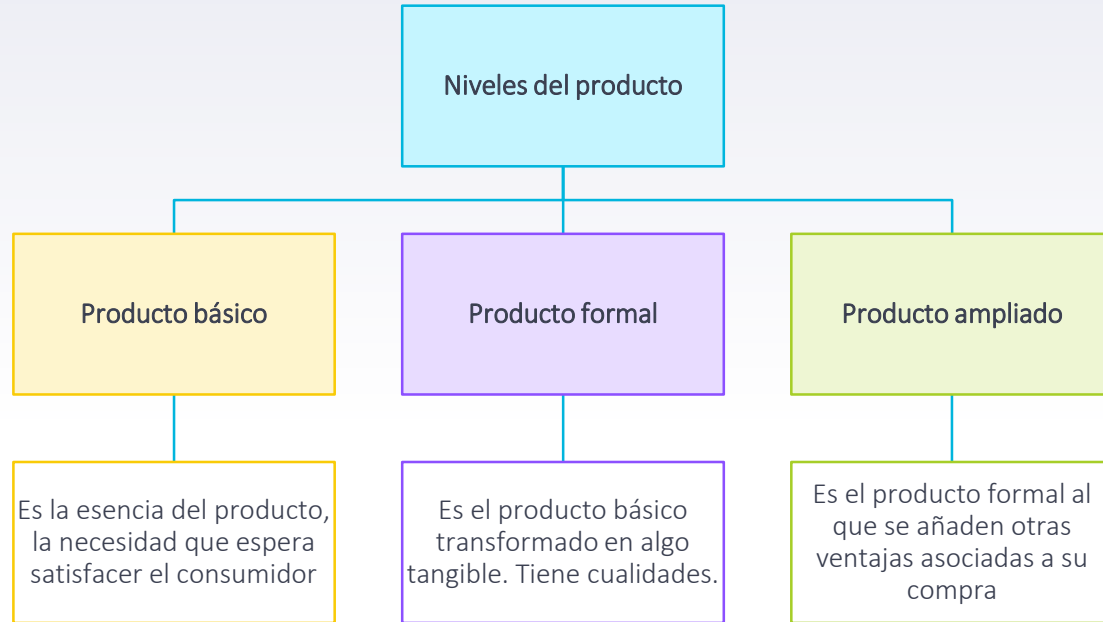 Niveles del producto
Producto básico
Producto formal
Producto ampliado
Es la esencia del producto,
la necesidad que espera
satisfacer el consumidor
Es el producto básico
transformado en algo
tangible. Tiene cualidades.
Es el producto formal al
que se añaden otras
ventajas asociadas a su
compra